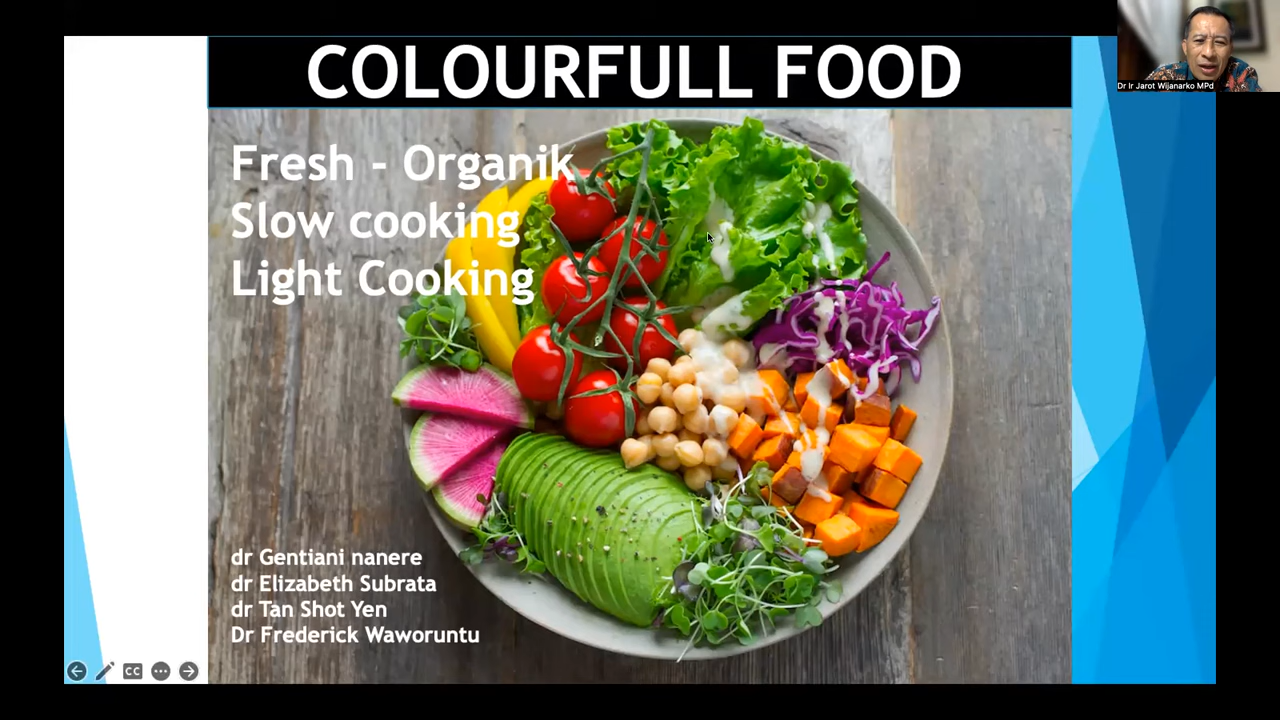 COLOURFULL FOOD
Dr Ir Jarot Wijanarko MPd
Fresh - Organik
Slow cooking
Light Cooking
dr Gentiani nanere
dr Elizabeth Subrata
dr Tan Shot Yen
Dr Frederick Waworuntu
CC